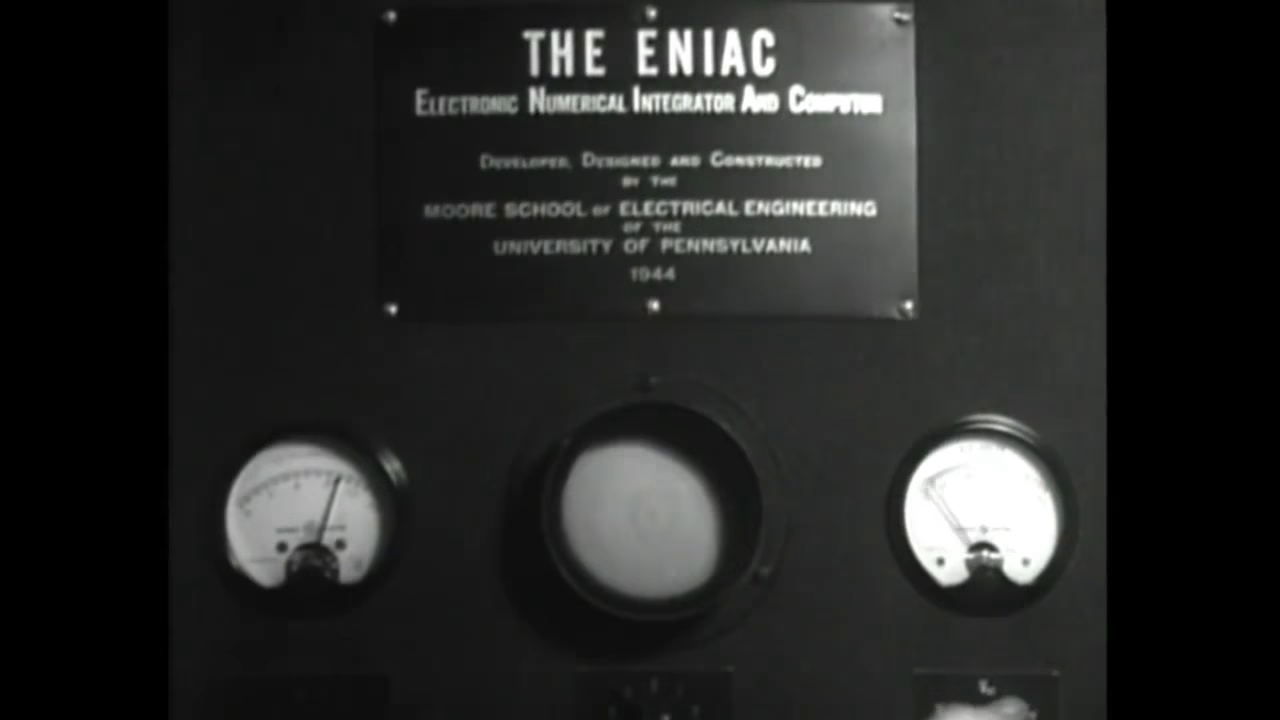 THE ENIAC
ELECTRONIC NUMERICAL INTEGRATOR AND COMPUTER
DEVELOPED, DESIGNED AND CONSTRUCTED
BY THE
MOORE SCHOOL OF ELECTRICAL ENGINEERING
OF THE
UNIVERSITY OF PENNSYLVANIA
1944